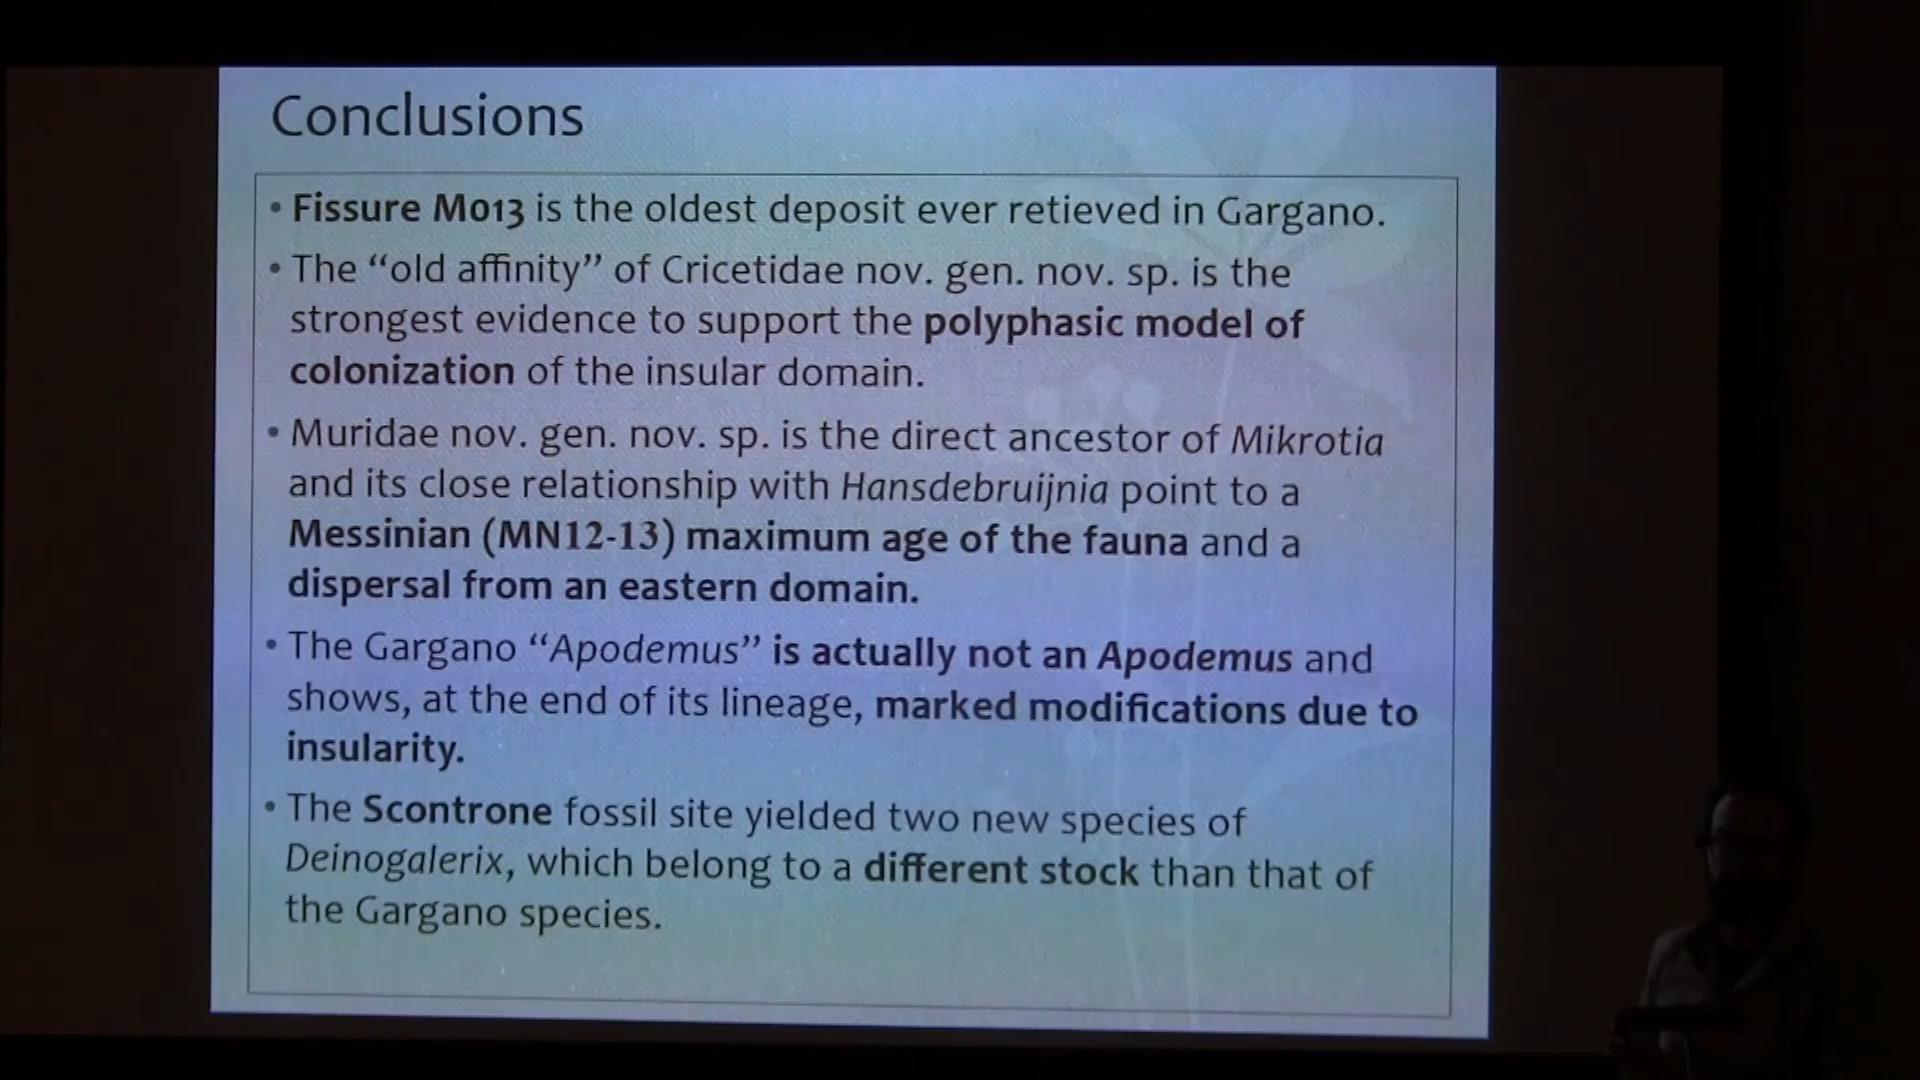 Conclusions
• Fissure M013 is the oldest deposit ever retieved in Gargano.
• The “old affinity” of Cricetidae nov. gen. nov. sp. is the
strongest evidence to support the polyphasic model of
colonization of the insular domain.
• Muridae nov. gen. nov. sp. is the direct ancestor of Mikrotia
and its close relationship with Hansdebruijnia point to a
Messinian (MN12-13) maximum age of the fauna and a
dispersal from an eastern domain.
• The Gargano “Apodemus” is actually not an Apodemus and
shows, at the end of its lineage, marked modifications due to
insularity.
• The Scontrone fossil site yielded two new species of
Deinogalerix, which belong to a different stock than that of
the Gargano species.